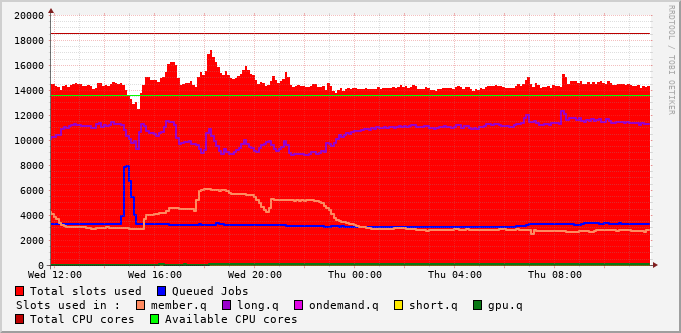 20000
18000
16000
14000
12000
10000
8000
6000
4000
2000
0
Wed 12:00 Wed 16:00 Wed 20:00 Thu 00:00 Thu 04:00 Thu 08:00
RRDTOOL / TOBI OETIKER
Total slots used Queued Jobs
Slots used in : member.q long.q ondemand.q short.q gpu.q
Total CPU cores Available CPU cores